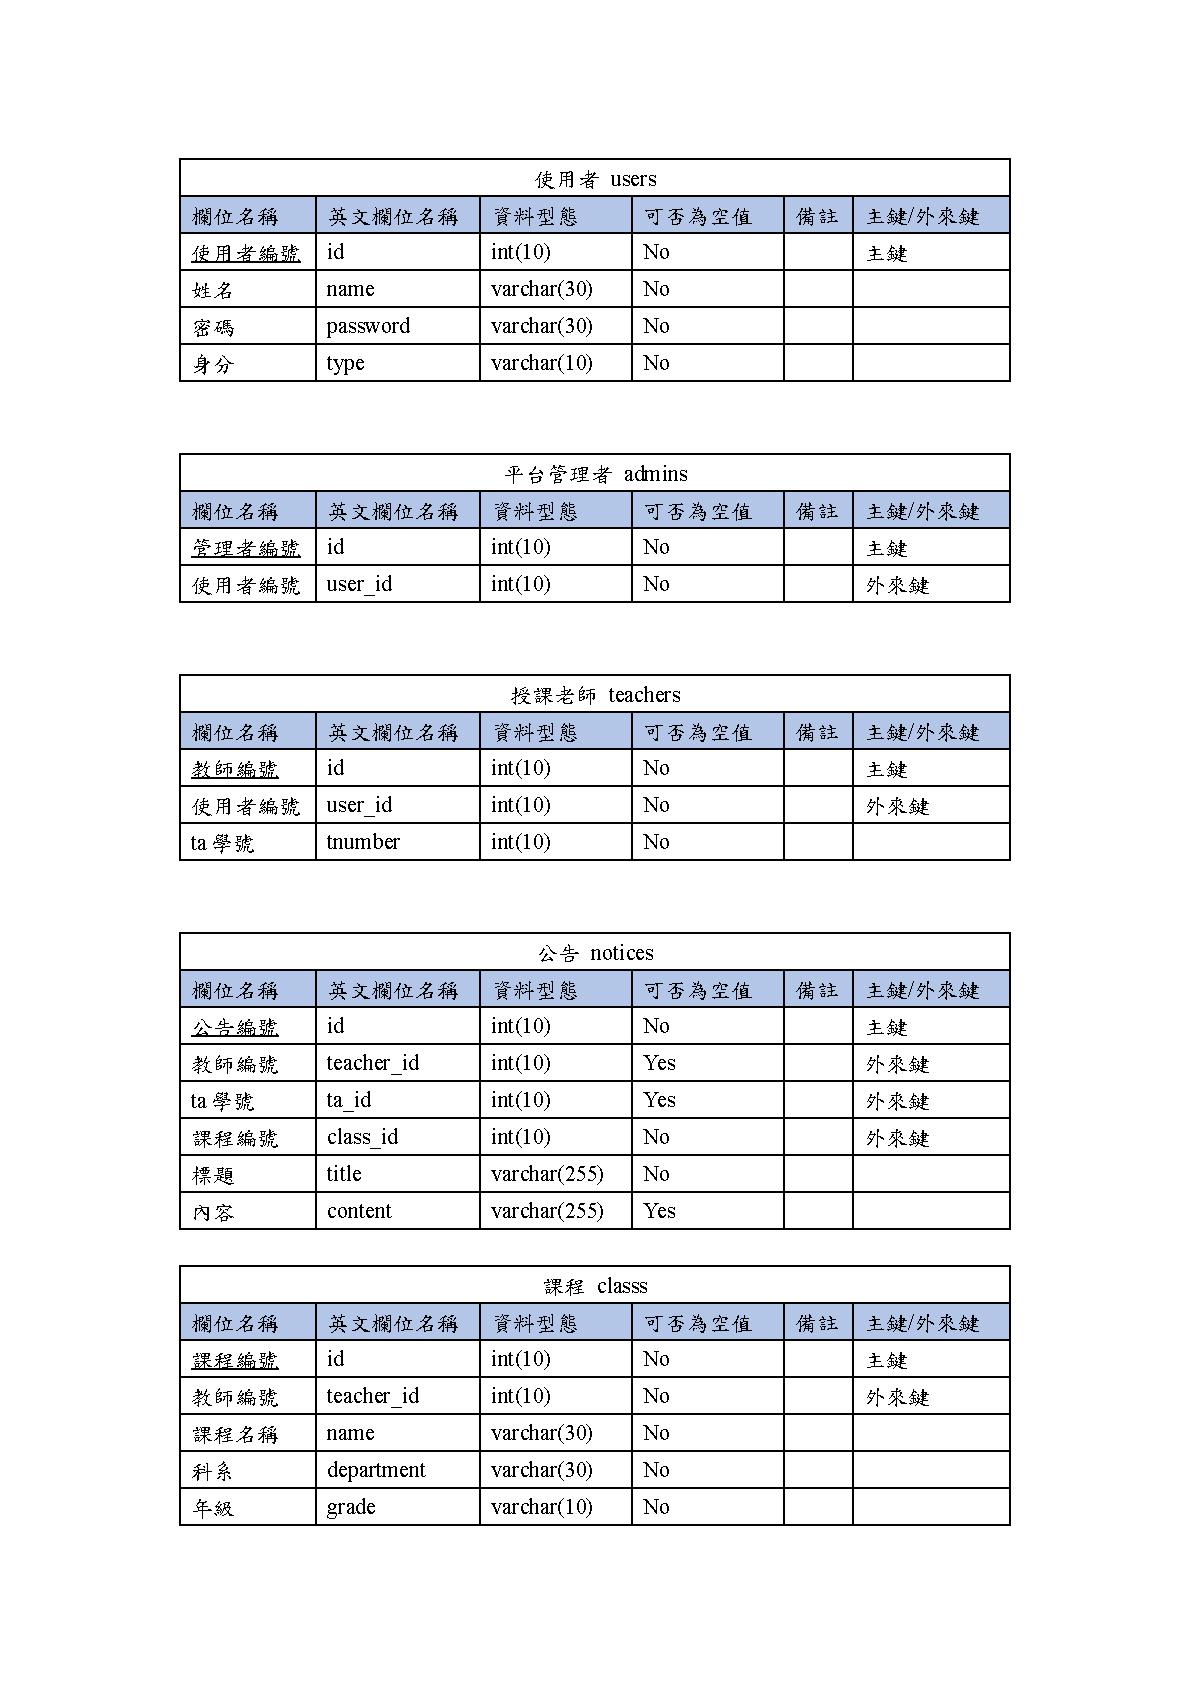 使用者 users
欄位名稱 英文欄位名稱 資料型態 可否為空值 備註 主鍵/外來鍵
使用者編號 id int(10) No 主鍵
姓名 name varchar(30) No
密碼 password varchar(30) No
身分 type varchar(10) No
平台管理者 admins
欄位名稱 英文欄位名稱 資料型態 可否為空值 備註 主鍵/外來鍵
管理者編號 id int(10) No 主鍵
使用者編號 user_id int(10) No 外來鍵
授課老師 teachers
欄位名稱 英文欄位名稱 資料型態 可否為空值 備註 主鍵/外來鍵
教師編號 id int(10) No 主鍵
使用者編號 user_id int(10) No 外來鍵
ta 學號 tnumber int(10) No
公告 notices
欄位名稱 英文欄位名稱 資料型態 可否為空值 備註 主鍵/外來鍵
公告編號 id int(10) No 主鍵
教師編號 teacher_id int(10) Yes 外來鍵
ta 學號 ta_id int(10) Yes 外來鍵
課程編號 class_id int(10) No 外來鍵
標題 title varchar(255) No
內容 content varchar(255) Yes
課程 classs
欄位名稱 英文欄位名稱 資料型態 可否為空值 備註 主鍵/外來鍵
課程編號 id int(10) No 主鍵
教師編號 teacher_id int(10) No 外來鍵
課程名稱 name varchar(30) No
科系 department varchar(30) No
年級 grade varchar(10) No